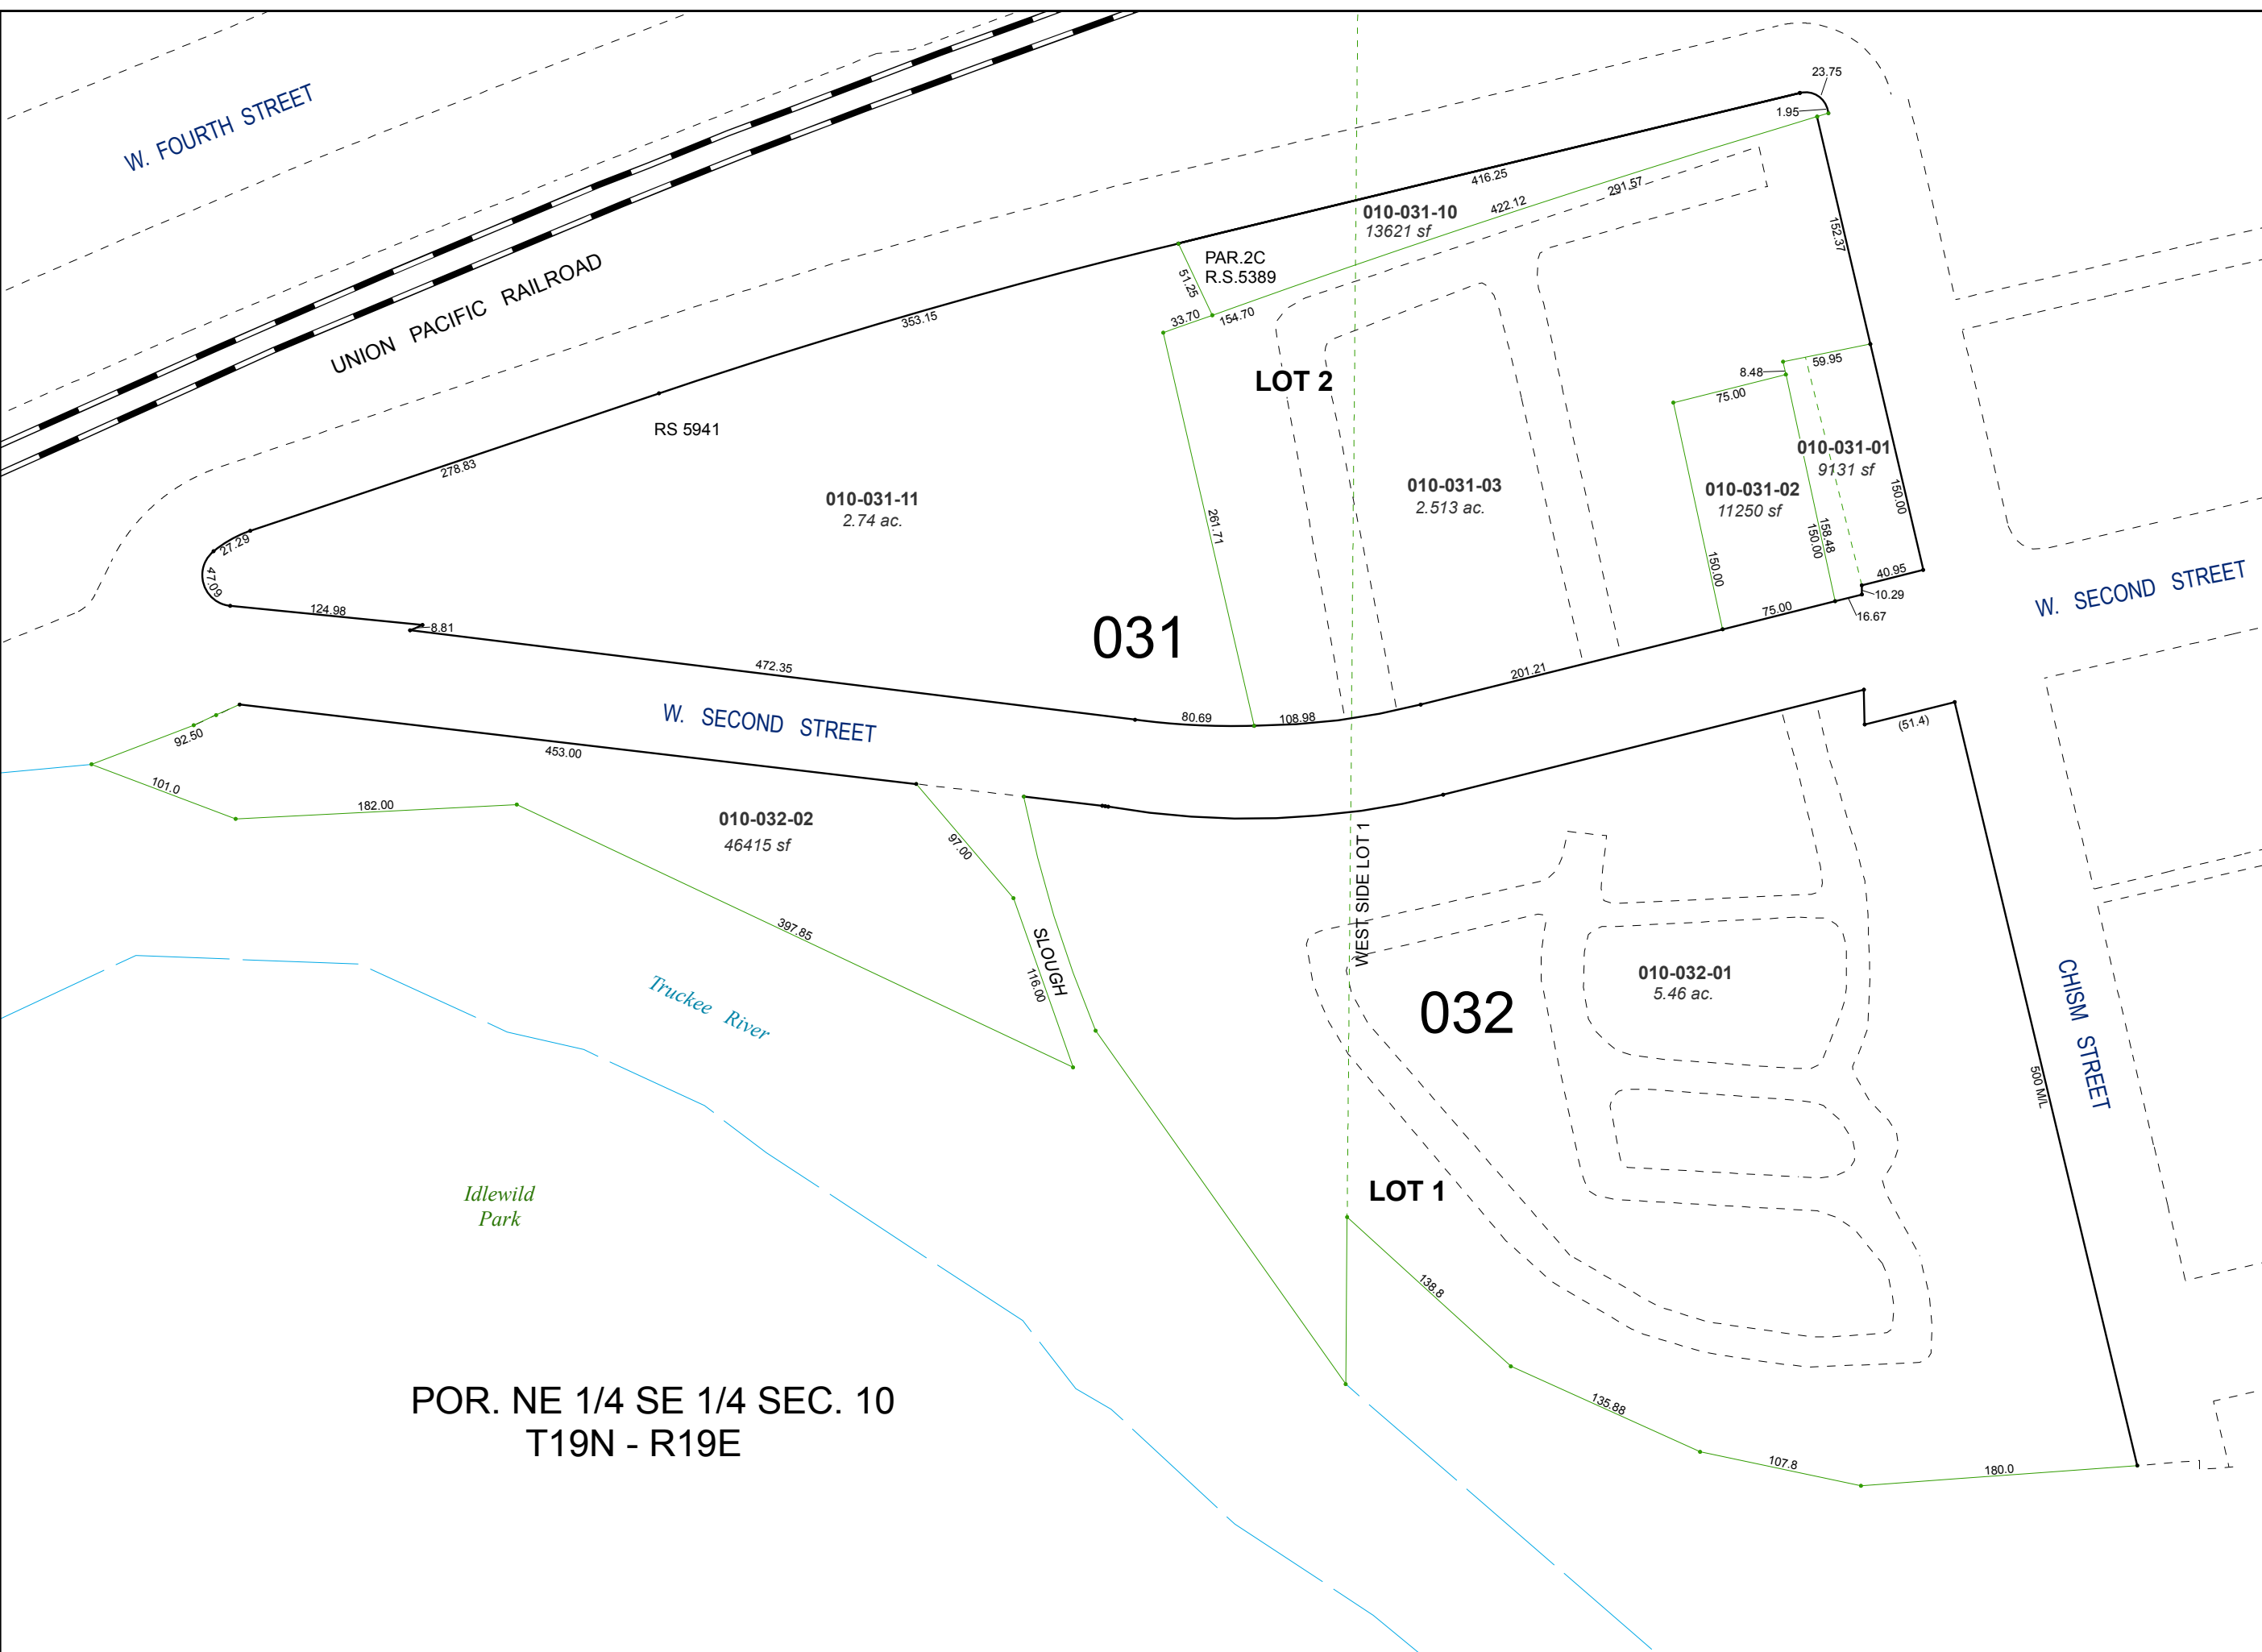 23.75
W. FOURTH STREET
1.95
416.25
291.57
422.12
010-031-10
13621 sf
152.37
PAR.2C
R.S.5389
51.25
UNION PACIFIC RAILROAD
353.15
33.70
154.70
59.95
8.48
LOT 2
75.00
RS 5941
010-031-01
9131 sf
278.83
010-031-11
2.74 ac.
010-031-03
2.513 ac.
010-031-02
11250 sf
150.00
261.71
158.48
150.00
27.29
47.09
150.00
40.95
W. SECOND STREET
10.29
124.98
75.00
16.67
8.81
031
472.35
201.21
80.69
108.98
W. SECOND STREET
(51.4)
92.50
453.00
101.0
182.00
010-032-02
46415 sf
97.00
WEST SIDE LOT 1
397.85
SLOUGH
116.00
010-032-01
5.46 ac.
Truckee River
032
CHISM STREET
500 M/L
Idlewild
Park
LOT 1
138.8
POR. NE 1/4 SE 1/4 SEC. 10
T19N - R19E
135.88
107.8
180.0